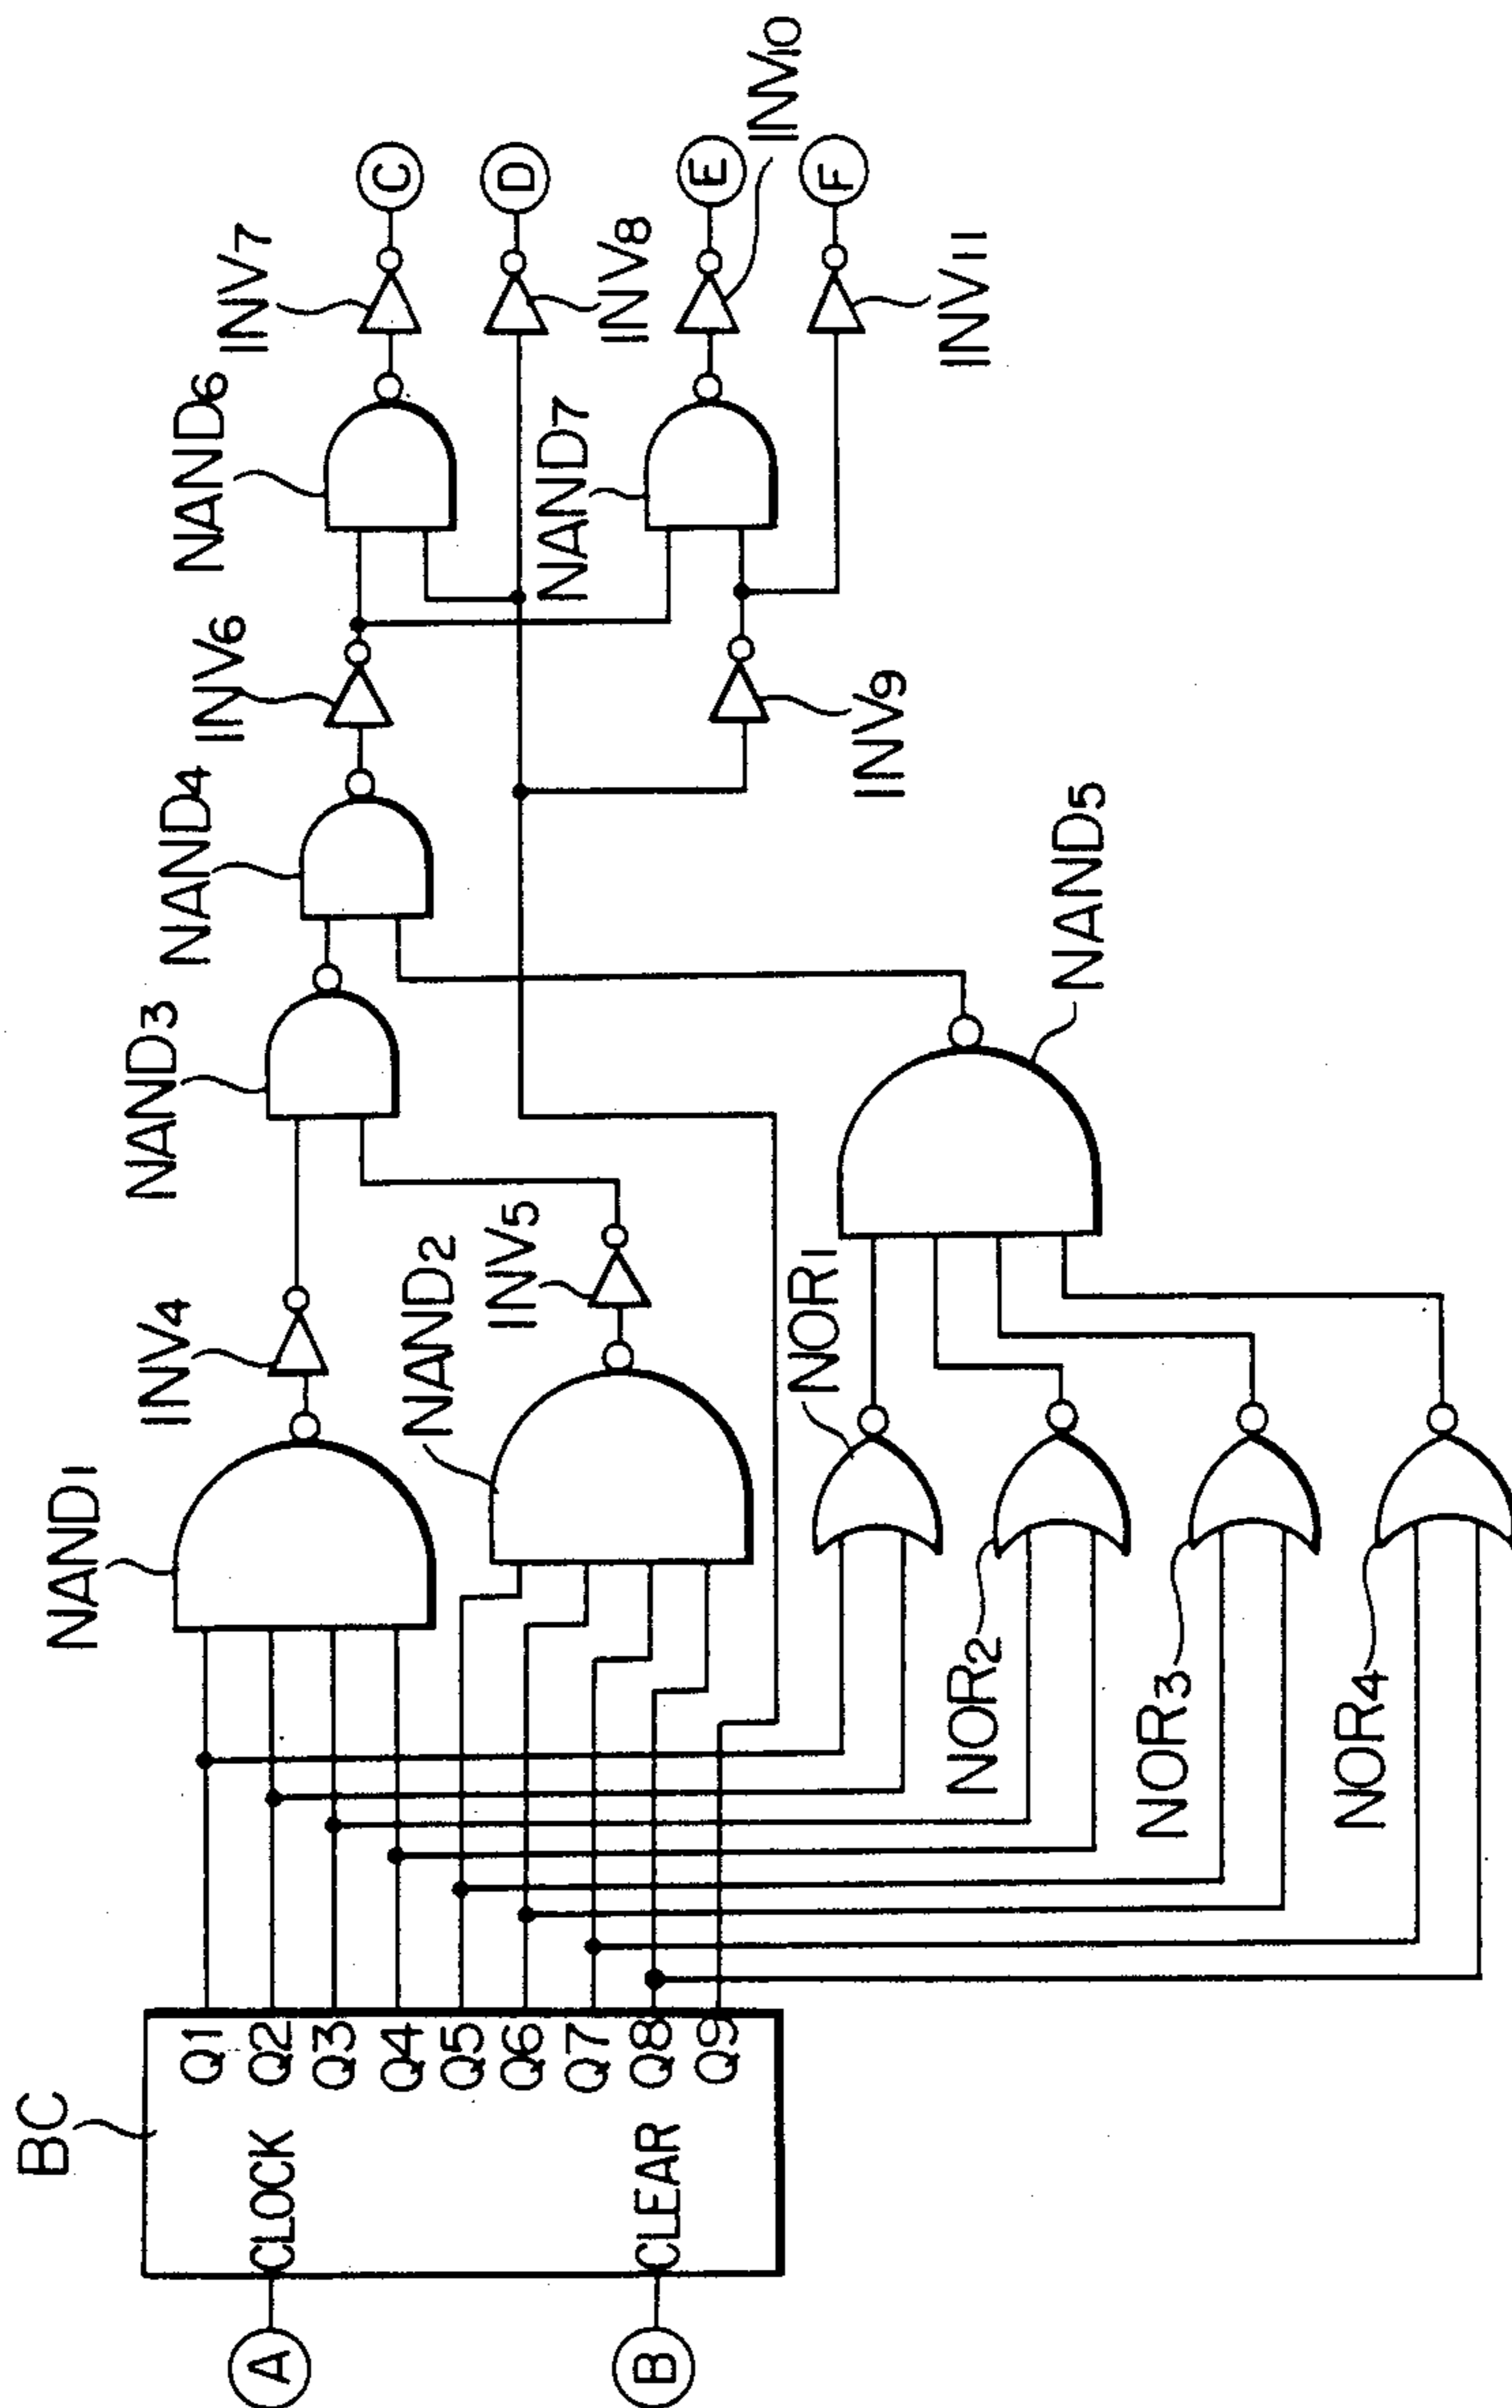 BC
A
CLOCK
B
CLEAR
Q1
Q2
Q3
Q4
Q5
Q6
Q7
Q8
Q9
NAND1
INV4
NAND2
INV5
NAND3
NAND4
INV6
NAND6
INV7
C
INV8
D
NAND7
INV9
INV10
E
INV11
F
NOR1
NOR2
NOR3
NOR4
NAND5